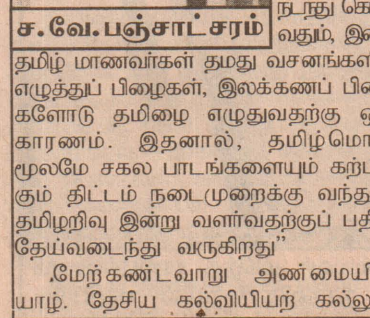 நடந்து கெ
ச.வே.பஞ்சாட்சரம்
வதும், இ
தமிழ் மாணவர்கள் தமது வசனங்கள
எழுத்துப் பிழைகள், இலக்கணப் பி
களோடு தமிழை எழுதுவதற்கு ஒ
காரணம். இதனால், தமிழ்மொ
மூலமே சகல பாடங்களையும் கற்ப
கும் திட்டம் நடைமுறைக்கு வந்து
தமிழறிவு இன்று வளர்வதற்குப் பதி
தேய்வடைந்து வருகிறது”
மேற்கண்டவாறு அண்மையி
யாழ். தேசிய கல்வியியற் கல்லூ